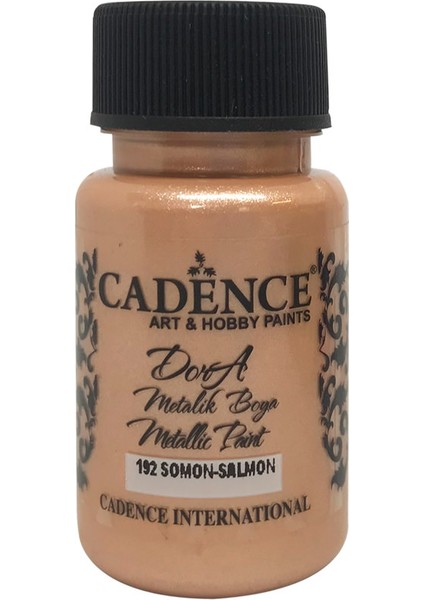 CADENCE®
ART & HOBBY PAINTS
DorA
Metalik Boya
Metallic Paint
192 SOMON-SALMON
CADENCE INTERNATIONAL